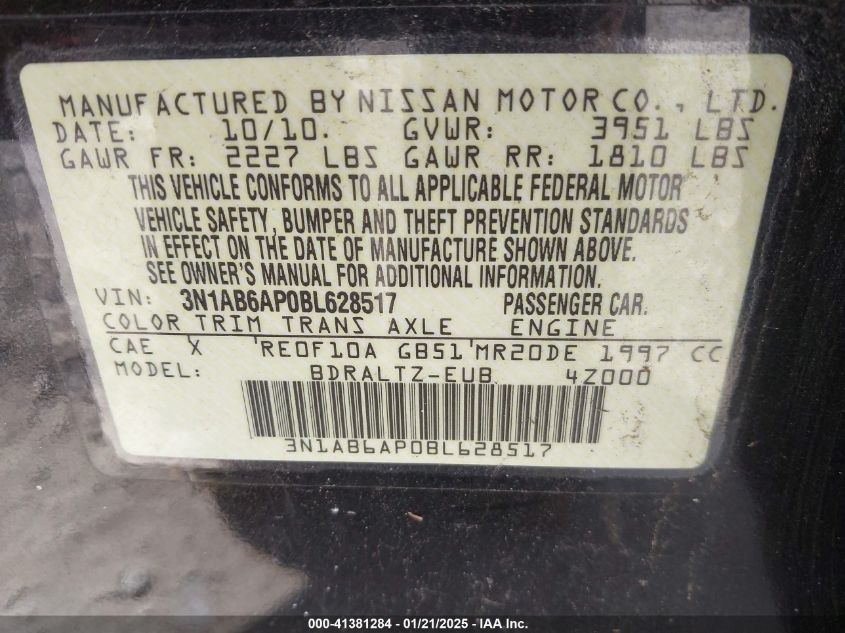 MANUFACTURED BY NISSAN MOTOR CO., LTD.
DATE: 10/10. GVWR: 3951 LBS
GAWR FR: 2227 LBS GAWR RR: 1810 LBS
THIS VEHICLE CONFORMS TO ALL APPLICABLE FEDERAL MOTOR
VEHICLE SAFETY, BUMPER AND THEFT PREVENTION STANDARDS
IN EFFECT ON THE DATE OF MANUFACTURE SHOWN ABOVE.
SEE OWNER'S MANUAL FOR ADDITIONAL INFORMATION.
VIN: 3N1AB6AP0BL628517 PASSENGER CAR.
COLOR TRIM TRANS AXLE ENGINE
CAE X RE0F10A GB51 MR20DE 1997 CC
MODEL: BDRALTZ-EUB 4Z000
3N1AB6AP0BL628517
000-41381284 / 01/21/2025 - IAA Inc.